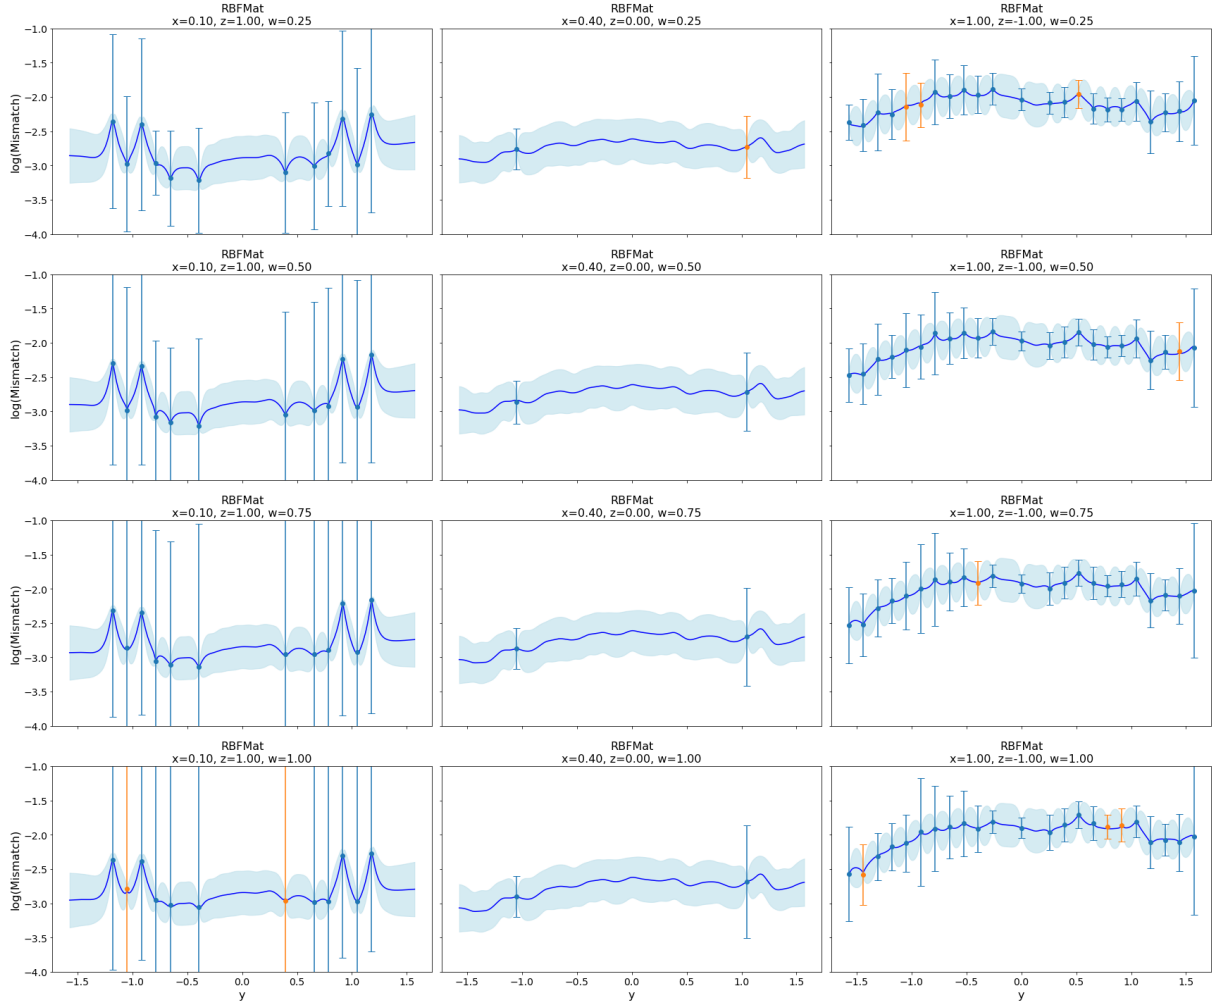 RBFMat
x=0.10, z=1.00, w=0.25
RBFMat
x=0.40, z=0.00, w=0.25
RBFMat
x=1.00, z=-1.00, w=0.25
log(Mismatch)
−1.0
−1.5
−2.0
−2.5
−3.0
−3.5
−4.0
RBFMat
x=0.10, z=1.00, w=0.50
RBFMat
x=0.40, z=0.00, w=0.50
RBFMat
x=1.00, z=-1.00, w=0.50
log(Mismatch)
−1.0
−1.5
−2.0
−2.5
−3.0
−3.5
−4.0
RBFMat
x=0.10, z=1.00, w=0.75
RBFMat
x=0.40, z=0.00, w=0.75
RBFMat
x=1.00, z=-1.00, w=0.75
log(Mismatch)
−1.0
−1.5
−2.0
−2.5
−3.0
−3.5
−4.0
RBFMat
x=0.10, z=1.00, w=1.00
RBFMat
x=0.40, z=0.00, w=1.00
RBFMat
x=1.00, z=-1.00, w=1.00
log(Mismatch)
−1.0
−1.5
−2.0
−2.5
−3.0
−3.5
−4.0
−1.5 −1.0 −0.5 0.0 0.5 1.0 1.5
y
−1.5 −1.0 −0.5 0.0 0.5 1.0 1.5
y
−1.5 −1.0 −0.5 0.0 0.5 1.0 1.5
y